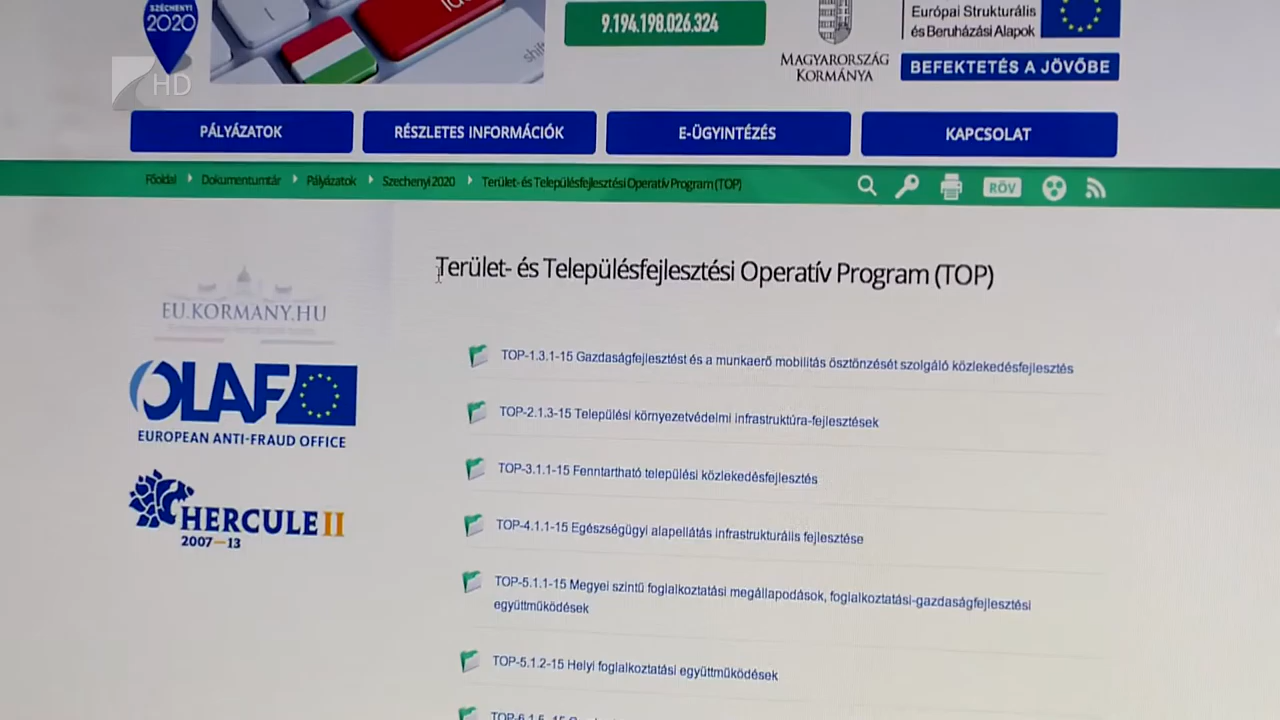 SZÉCHENYI
2020
HD
shift
9.194.198.026.324
MAGYARORSZÁG
KORMÁNYA
Európai Strukturális
és Beruházási Alapok
BEFEKTETÉS A JÖVŐBE
PÁLYÁZATOK
RÉSZLETES INFORMÁCIÓK
E-ÜGYINTÉZÉS
KAPCSOLAT
Főoldal
Dokumentumtár
Pályázatok
Szechenyi 2020
Terület- és Településfejlesztési Operatív Program (TOP)
RÖV
Terület- és Településfejlesztési Operatív Program (TOP)
EU.KORMANY.HU
OLAF
EUROPEAN ANTI-FRAUD OFFICE
HERCULE II
2007–13
TOP-1.3.1-15 Gazdaságfejlesztést és a munkaerő mobilitás ösztönzését szolgáló közlekedésfejlesztés
TOP-2.1.3-15 Települési környezetvédelmi infrastruktúra-fejlesztések
TOP-3.1.1-15 Fenntartható települési közlekedésfejlesztés
TOP-4.1.1-15 Egészségügyi alapellátás infrastrukturális fejlesztése
TOP-5.1.1-15 Megyei szintű foglalkoztatási megállapodások, foglalkoztatási-gazdaságfejlesztési
együttműködések
TOP-5.1.2-15 Helyi foglalkoztatási együttműködések